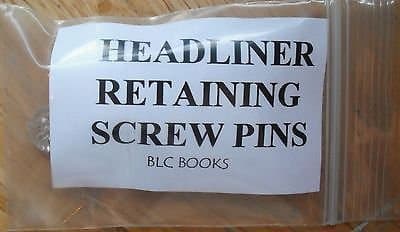 HEADLINER
RETAINING
SCREW PINS
BLC BOOKS